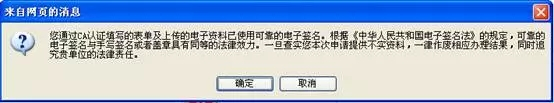 来自网页的消息
您通过CA认证填写的表单及上传的电子资料已使用可靠的电子签名。根据《中华人民共和国电子签名法》的规定，可靠的
电子签名与手写签名或者盖章具有同等的法律效力。一旦查实您本次申请提供不实资料，一律作废相应办理结果，同时追
究贵单位的法律责任。
确定 取消